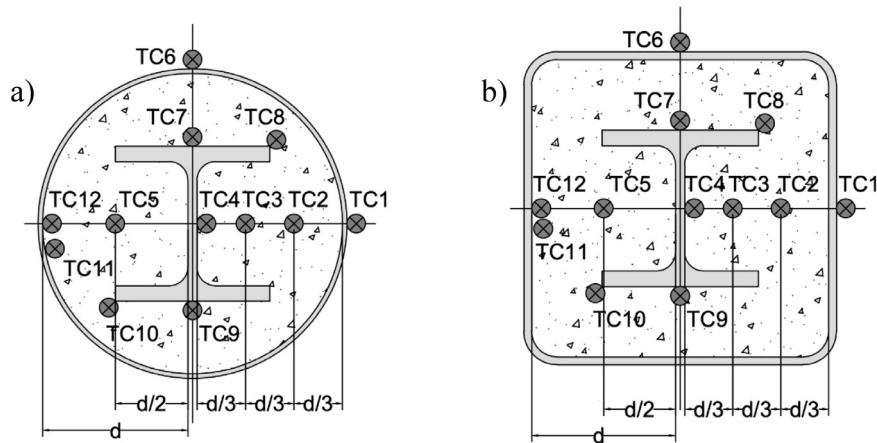 a)
TC6
TC7
TC8
TC12
TC5
TC4
TC3
TC2
TC1
TC11
TC10
TC9
d/2
d/3
d/3
d/3
d
b)
TC6
TC7
TC8
TC12
TC5
TC4
TC3
TC2
TC1
TC11
TC10
TC9
d/2
d/3
d/3
d/3
d